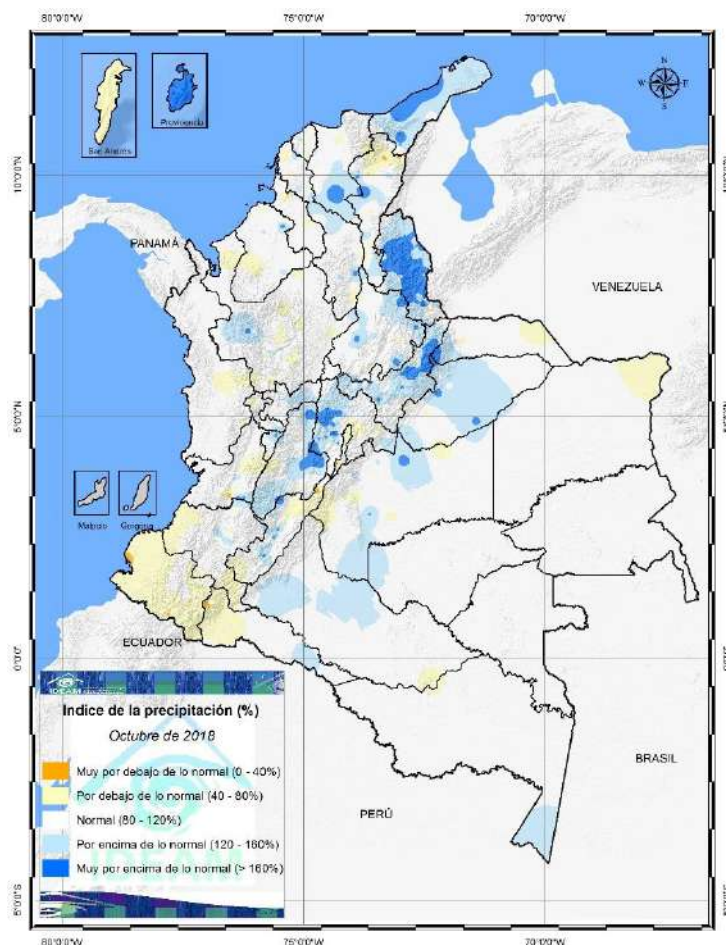 80°0'0"W 75°0'0"W 70°0'0"W
San Andrés
Providencia
N
W E
S
10°0'0"N
PANAMÁ
VENEZUELA
5°0'0"N
Malpelo
Gorgona
ECUADOR
0°0'0"
IDEAM
Indice de la precipitación (%)
Octubre de 2018
Muy por debajo de lo normal (0 - 40%)
Por debajo de lo normal (40 - 80%)
Normal (80 - 120%)
Por encima de lo normal (120 - 160%)
Muy por encima de lo normal (> 160%)
IDEAM
BRASIL
PERÚ
5°0'0"S
80°0'0"W 75°0'0"W 70°0'0"W